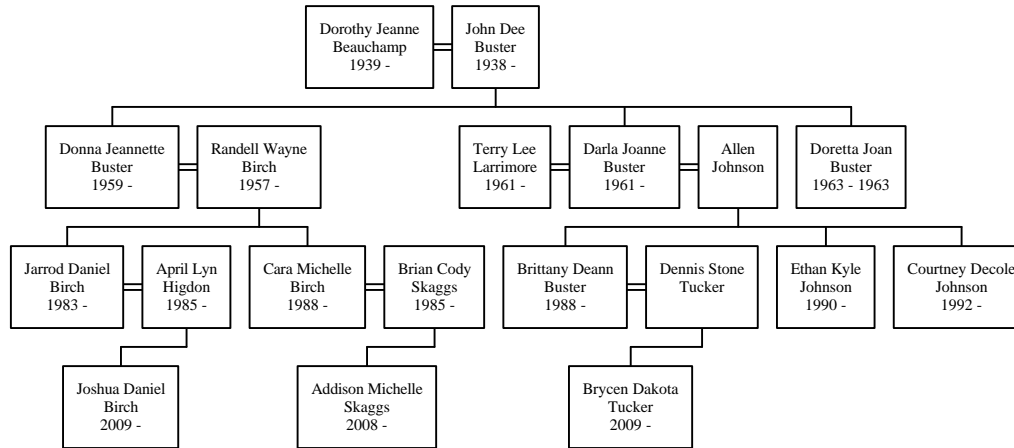 Dorothy Jeanne
Beauchamp
1939 -
John Dee
Buster
1938 -
Donna Jeannette
Buster
1959 -
Randell Wayne
Birch
1957 -
Terry Lee
Larrimore
1961 -
Darla Joanne
Buster
1961 -
Allen
Johnson
Doretta Joan
Buster
1963 - 1963
Jarrod Daniel
Birch
1983 -
April Lyn
Higdon
1985 -
Cara Michelle
Birch
1988 -
Brian Cody
Skaggs
1985 -
Brittany Deann
Buster
1988 -
Dennis Stone
Tucker
Ethan Kyle
Johnson
1990 -
Courtney Decole
Johnson
1992 -
Joshua Daniel
Birch
2009 -
Addison Michelle
Skaggs
2008 -
Brycen Dakota
Tucker
2009 -